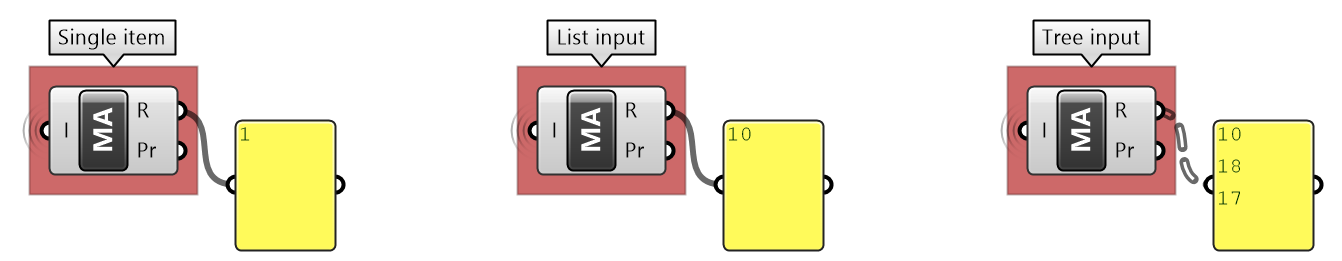 Single item
I
MA
R
Pr
1
List input
I
MA
R
Pr
10
Tree input
I
MA
R
Pr
10
18
17